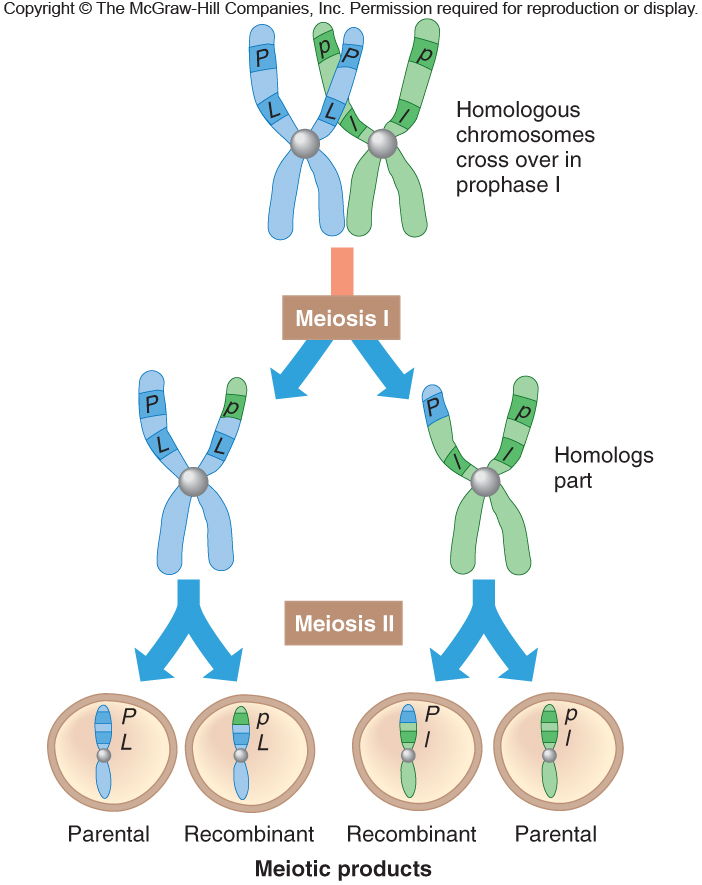 Copyright © The McGraw-Hill Companies, Inc. Permission required for reproduction or display.
P p P p
L L l l
Homologous
chromosomes
cross over in
prophase I
Meiosis I
P p P p
L L l l
Homologs
part
Meiosis II
P p P p
L L l l
Parental Recombinant Recombinant Parental
Meiotic products